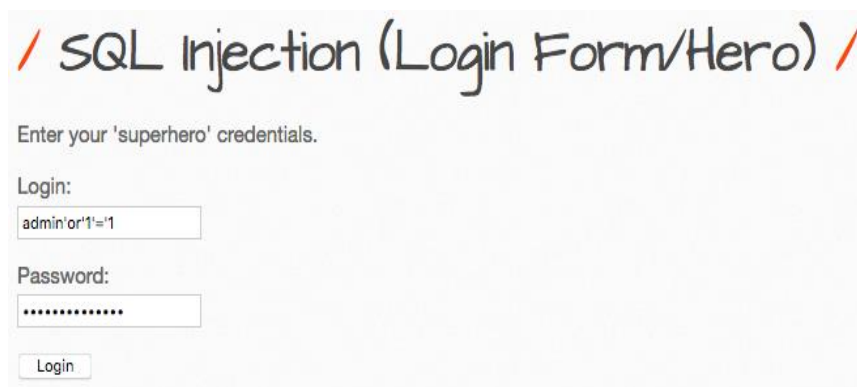 / SQL Injection (Login Form/Hero) /
Enter your 'superhero' credentials.
Login:
admin'or'1'='1
Password:
••••••••••••••
Login